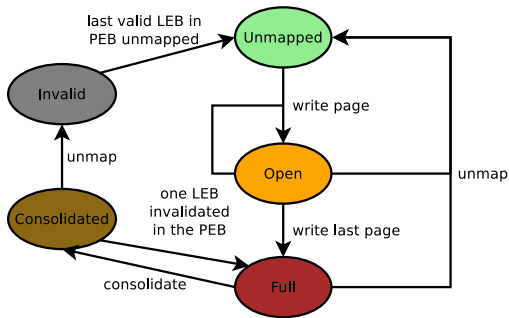 last valid LEB in
PEB unmapped
Unmapped
Invalid
write page
unmap
one LEB
invalidated
in the PEB
Open
unmap
Consolidated
write last page
consolidate
Full